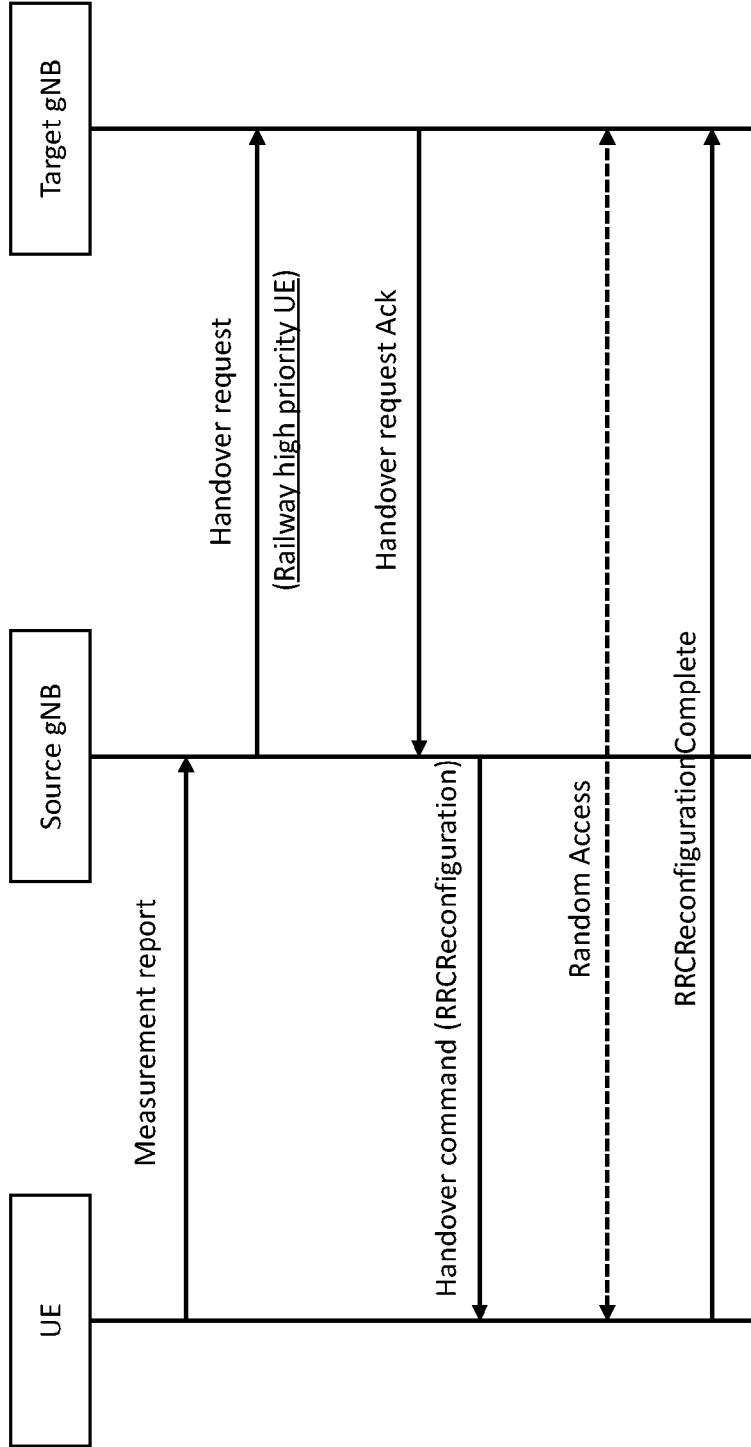 UE
Source gNB
Target gNB
Measurement report
Handover request
(Railway high priority UE)
Handover request Ack
Handover command (RRCReconfiguration)
Random Access
RRCReconfigurationComplete